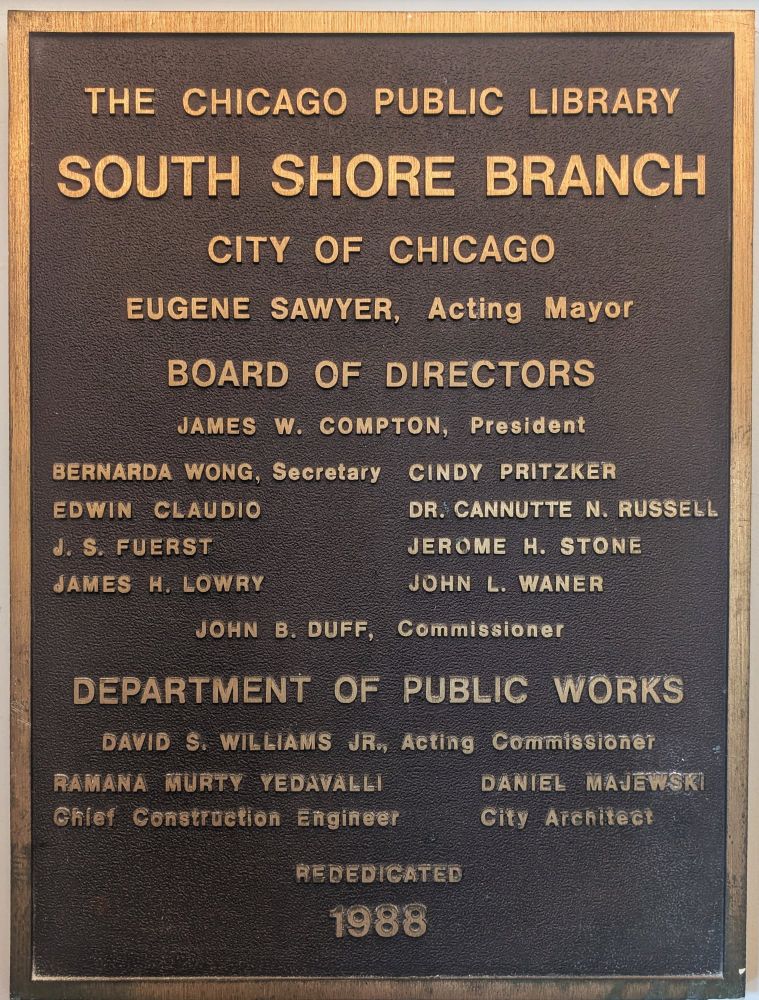 THE CHICAGO PUBLIC LIBRARY
SOUTH SHORE BRANCH
CITY OF CHICAGO
EUGENE SAWYER, Acting Mayor
BOARD OF DIRECTORS
JAMES W. COMPTON, President
BERNARDA WONG, Secretary CINDY PRITZKER
EDWIN CLAUDIO DR. CANNUTTE N. RUSSELL
J. S. FUERST JEROME H. STONE
JAMES H. LOWRY JOHN L. WANER
JOHN B. DUFF, Commissioner
DEPARTMENT OF PUBLIC WORKS
DAVID S. WILLIAMS JR., Acting Commissioner
RAMANA MURTY YEDAVALLI DANIEL MAJEWSKI
Chief Construction Engineer City Architect
REDEDICATED
1988